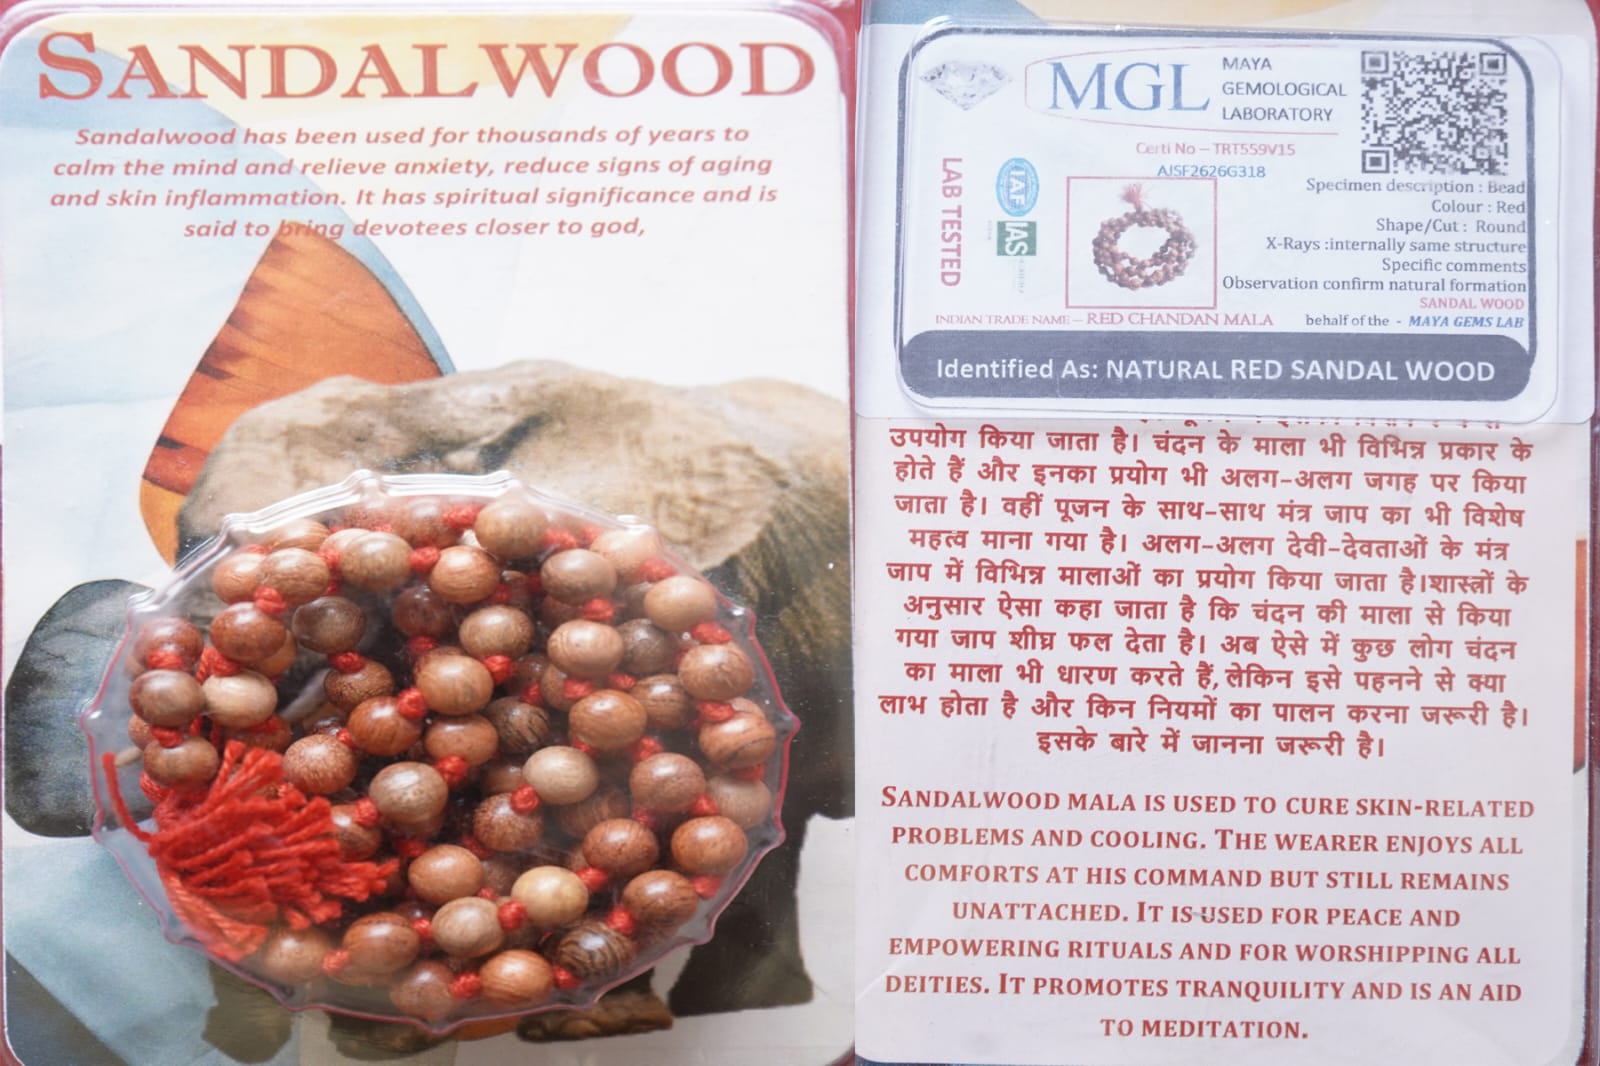 SANDALWOOD
Sandalwood has been used for thousands of years to
calm the mind and relieve anxiety, reduce signs of aging
and skin inflammation. It has spiritual significance and is
said to bring devotees closer to god,
MGL
MAYA
GEMOLOGICAL
LABORATORY
Certi No – TRT559V15
AJSF2626G318
LAB TESTED
IAF
IAS
Specimen description : Bead
Colour : Red
Shape/Cut : Round
X-Rays :internally same structure
Specific comments
Observation confirm natural formation
SANDAL WOOD
INDIAN TRADE NAME – RED CHANDAN MALA
behalf of the - MAYA GEMS LAB
Identified As: NATURAL RED SANDAL WOOD
उपयोग किया जाता है। चंदन के माला भी विभिन्न प्रकार के
होते हैं और इनका प्रयोग भी अलग-अलग जगह पर किया
जाता है। वहीं पूजन के साथ-साथ मंत्र जाप का भी विशेष
महत्व माना गया है। अलग-अलग देवी-देवताओं के मंत्र
जाप में विभिन्न मालाओं का प्रयोग किया जाता है।शास्त्रों के
अनुसार ऐसा कहा जाता है कि चंदन की माला से किया
गया जाप शीघ्र फल देता है। अब ऐसे में कुछ लोग चंदन
का माला भी धारण करते हैं,लेकिन इसे पहनने से क्या
लाभ होता है और किन नियमों का पालन करना जरूरी है।
इसके बारे में जानना जरूरी है।
SANDALWOOD MALA IS USED TO CURE SKIN-RELATED
PROBLEMS AND COOLING. THE WEARER ENJOYS ALL
COMFORTS AT HIS COMMAND BUT STILL REMAINS
UNATTACHED. IT IS USED FOR PEACE AND
EMPOWERING RITUALS AND FOR WORSHIPPING ALL
DEITIES. IT PROMOTES TRANQUILITY AND IS AN AID
TO MEDITATION.